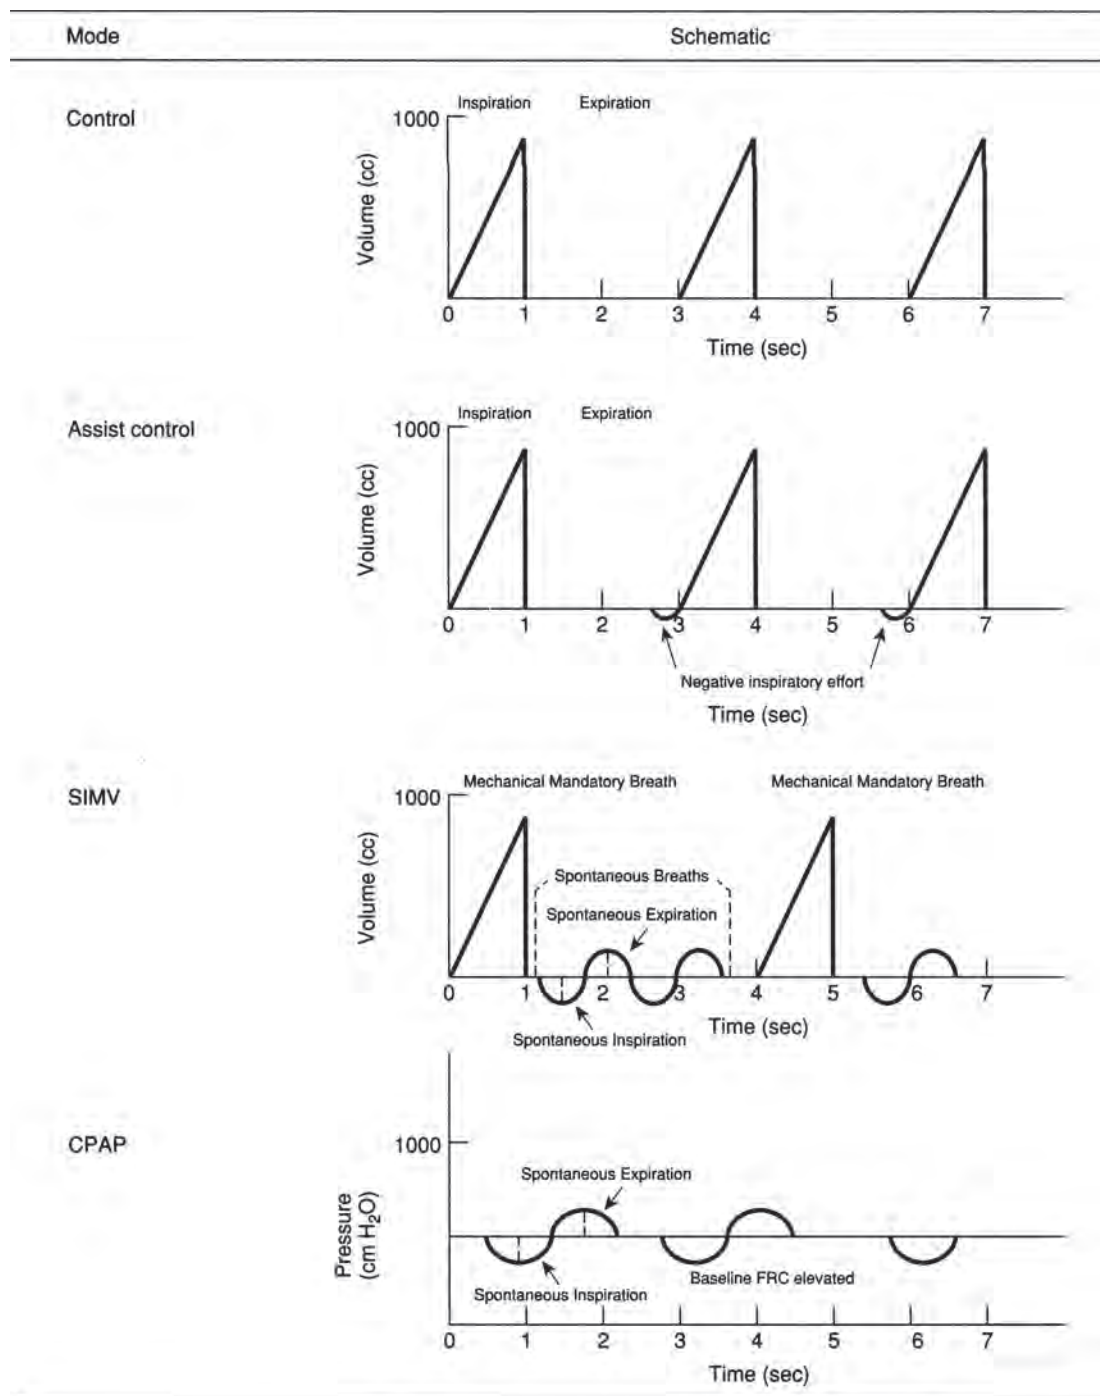 Mode Schematic
Control
Inspiration Expiration
1000
Volume (cc)
0 1 2 3 4 5 6 7
Time (sec)
Assist control
Inspiration Expiration
1000
Volume (cc)
0 1 2 3 4 5 6 7
Negative inspiratory effort
Time (sec)
SIMV
Mechanical Mandatory Breath Mechanical Mandatory Breath
1000
Volume (cc)
Spontaneous Breaths
Spontaneous Expiration
0 1 2 3 4 5 6 7
Time (sec)
Spontaneous Inspiration
CPAP
1000
Spontaneous Expiration
Pressure
(cm H₂O)
Baseline FRC elevated
Spontaneous Inspiration
0 1 2 3 4 5 6 7
Time (sec)